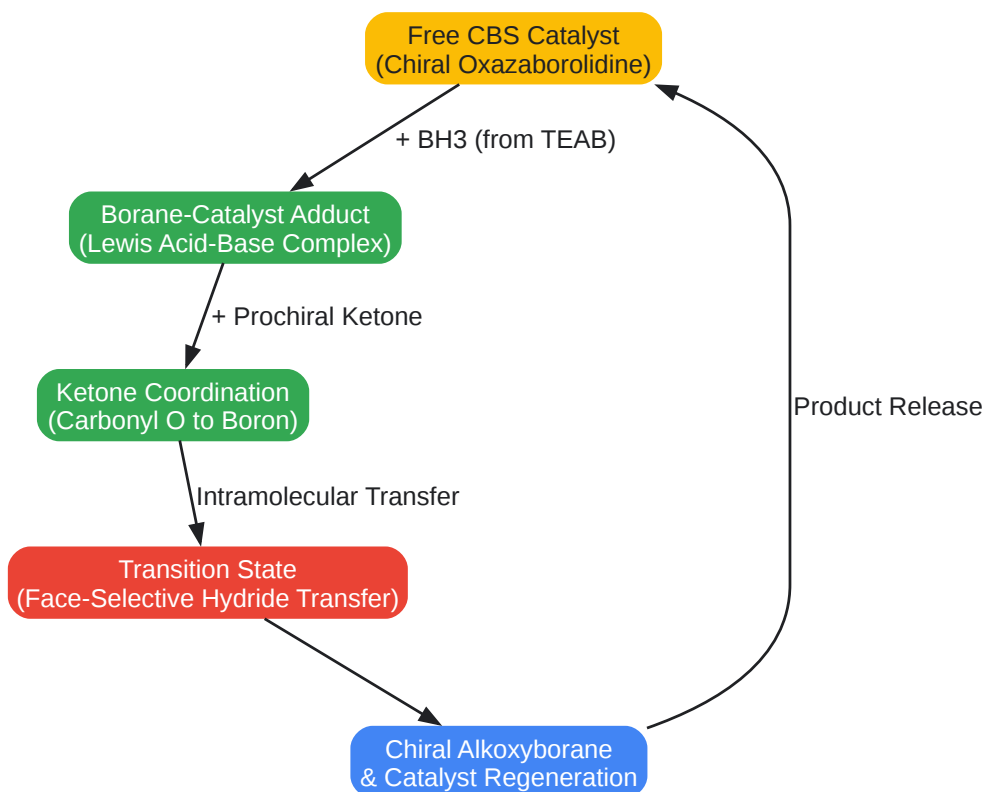 Free CBS Catalyst
(Chiral Oxazaborolidine)
+ BH3 (from TEAB)
Borane-Catalyst Adduct
(Lewis Acid-Base Complex)
+ Prochiral Ketone
Ketone Coordination
(Carbonyl O to Boron)
Product Release
Intramolecular Transfer
Transition State
(Face-Selective Hydride Transfer)
Chiral Alkoxyborane
& Catalyst Regeneration